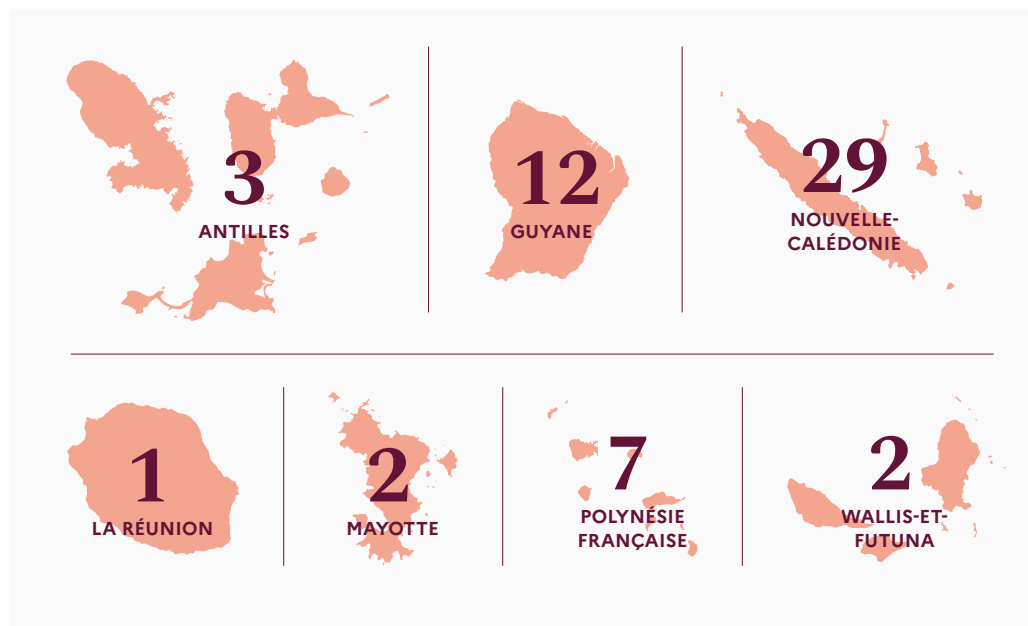 3
ANTILLES
12
GUYANE
29
NOUVELLE-
CALÉDONIE
1
LA RÉUNION
2
MAYOTTE
7
POLYNÉSIE
FRANÇAISE
2
WALLIS-ET-
FUTUNA